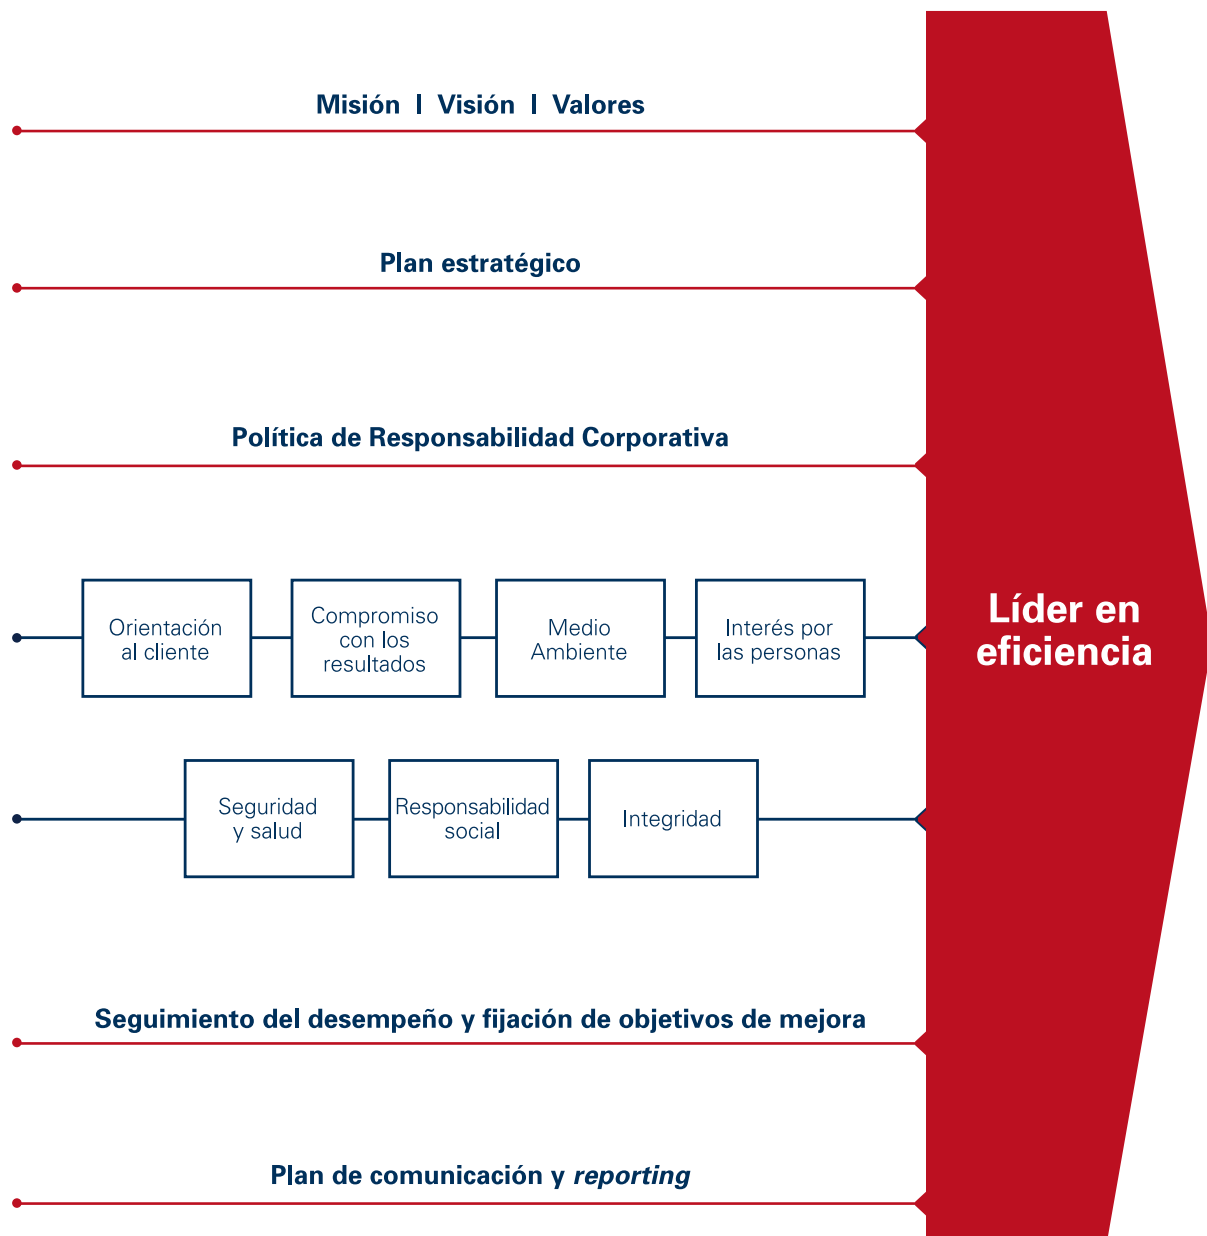 Misión | Visión | Valores
Plan estratégico
Política de Responsabilidad Corporativa
Orientación
al cliente
Compromiso
con los
resultados
Medio
Ambiente
Interés por
las personas
Líder en
eficiencia
Seguridad
y salud
Responsabilidad
social
Integridad
Seguimiento del desempeño y fijación de objetivos de mejora
Plan de comunicación y reporting